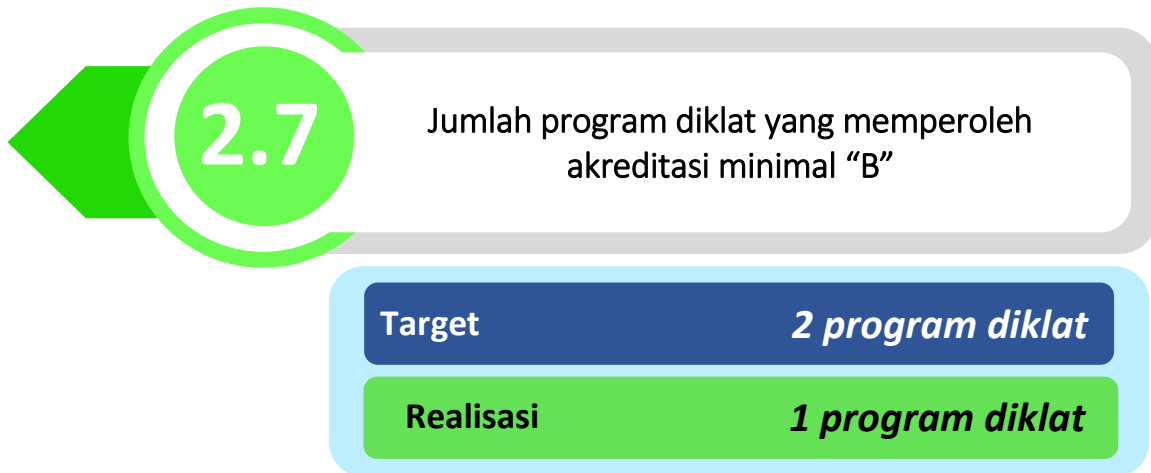 2.7
Jumlah program diklat yang memperoleh
akreditasi minimal “B”
Target 2 program diklat
Realisasi 1 program diklat